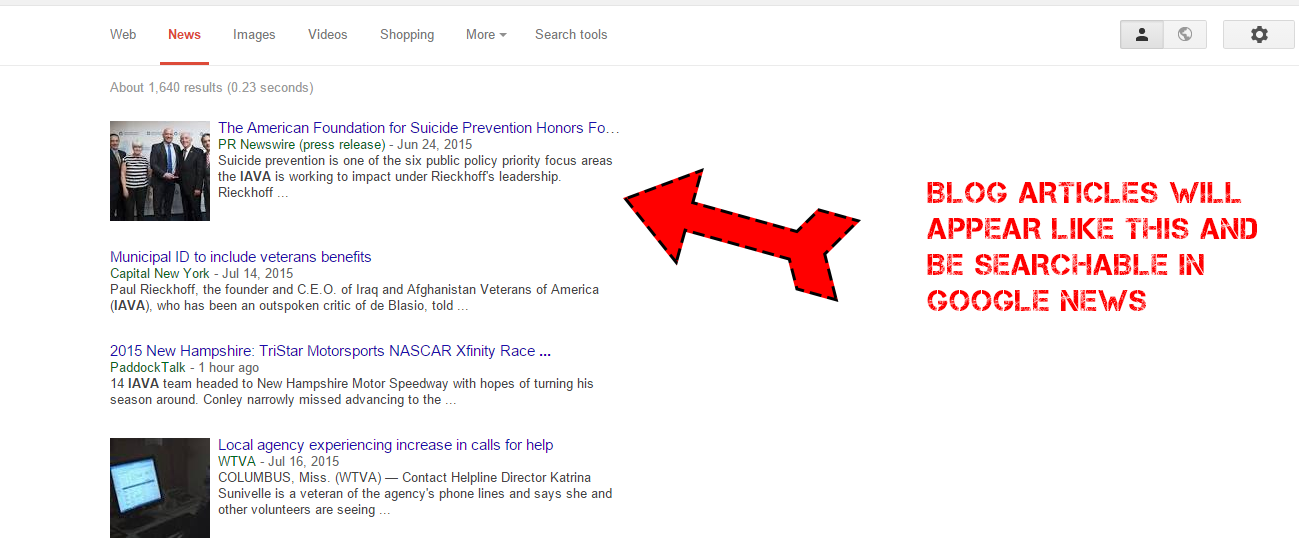 Web News Images Videos Shopping More Search tools
About 1,640 results (0.23 seconds)
The American Foundation for Suicide Prevention Honors Fo…
PR Newswire (press release) - Jun 24, 2015
Suicide prevention is one of the six public policy priority focus areas
the IAVA is working to impact under Rieckhoff's leadership.
Rieckhoff ...
Municipal ID to include veterans benefits
Capital New York - Jul 14, 2015
Paul Rieckhoff, the founder and C.E.O. of Iraq and Afghanistan Veterans of America
(IAVA), who has been an outspoken critic of de Blasio, told ...
2015 New Hampshire: TriStar Motorsports NASCAR Xfinity Race ...
PaddockTalk - 1 hour ago
14 IAVA team headed to New Hampshire Motor Speedway with hopes of turning his
season around. Conley narrowly missed advancing to the ...
Local agency experiencing increase in calls for help
WTVA - Jul 16, 2015
COLUMBUS, Miss. (WTVA) — Contact Helpline Director Katrina
Sunivelle is a veteran of the agency's phone lines and says she and
other volunteers are seeing ...
BLOG ARTICLES WILL
APPEAR LIKE THIS AND
BE SEARCHABLE IN
GOOGLE NEWS